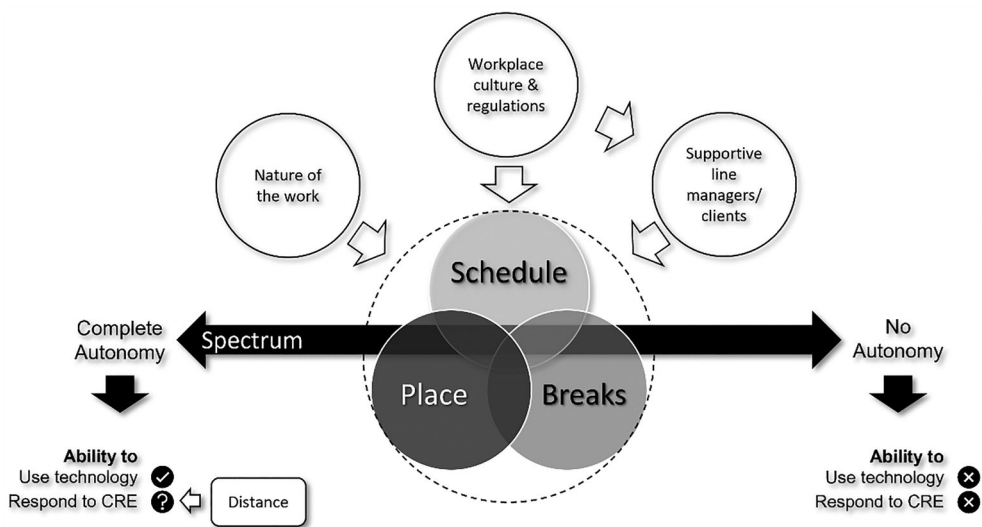 Workplace
culture &
regulations
Nature of
the work
Supportive
line
managers/
clients
Schedule
Complete
Autonomy
Spectrum
No
Autonomy
Place
Breaks
Ability to
Use technology
Respond to CRE ?
Distance
Ability to
Use technology
Respond to CRE